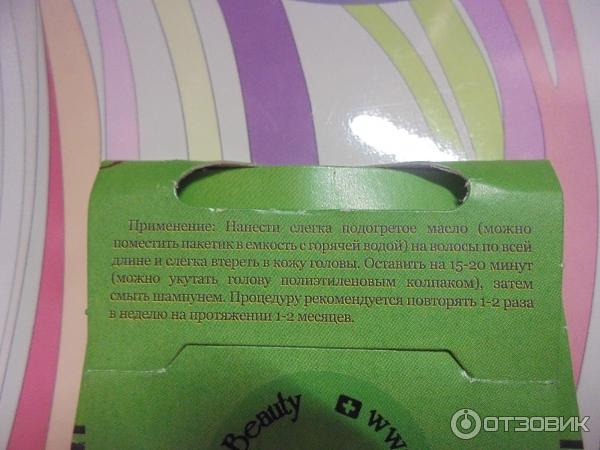 Применение: Нанести слегка подогретое масло (можно
поместить пакетик в емкость с горячей водой) на волосы по всей
длине и слегка втереть в кожу головы. Оставить на 15-20 минут
(можно укутать голову полиэтиленовым колпаком), затем
смыть шампунем. Процедуру рекомендуется повторять 1-2 раза
в неделю на протяжении 1-2 месяцев.
Beauty
ww
ОТЗОВИК